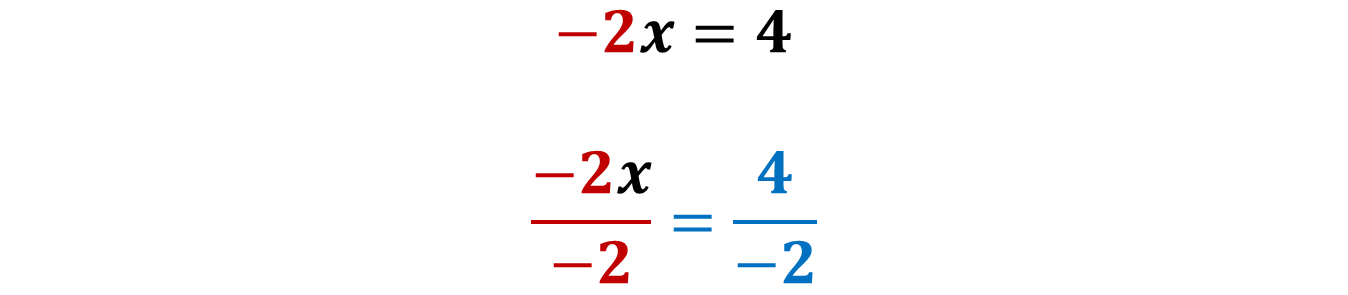 −2x = 4
−2x / −2 = 4 / −2